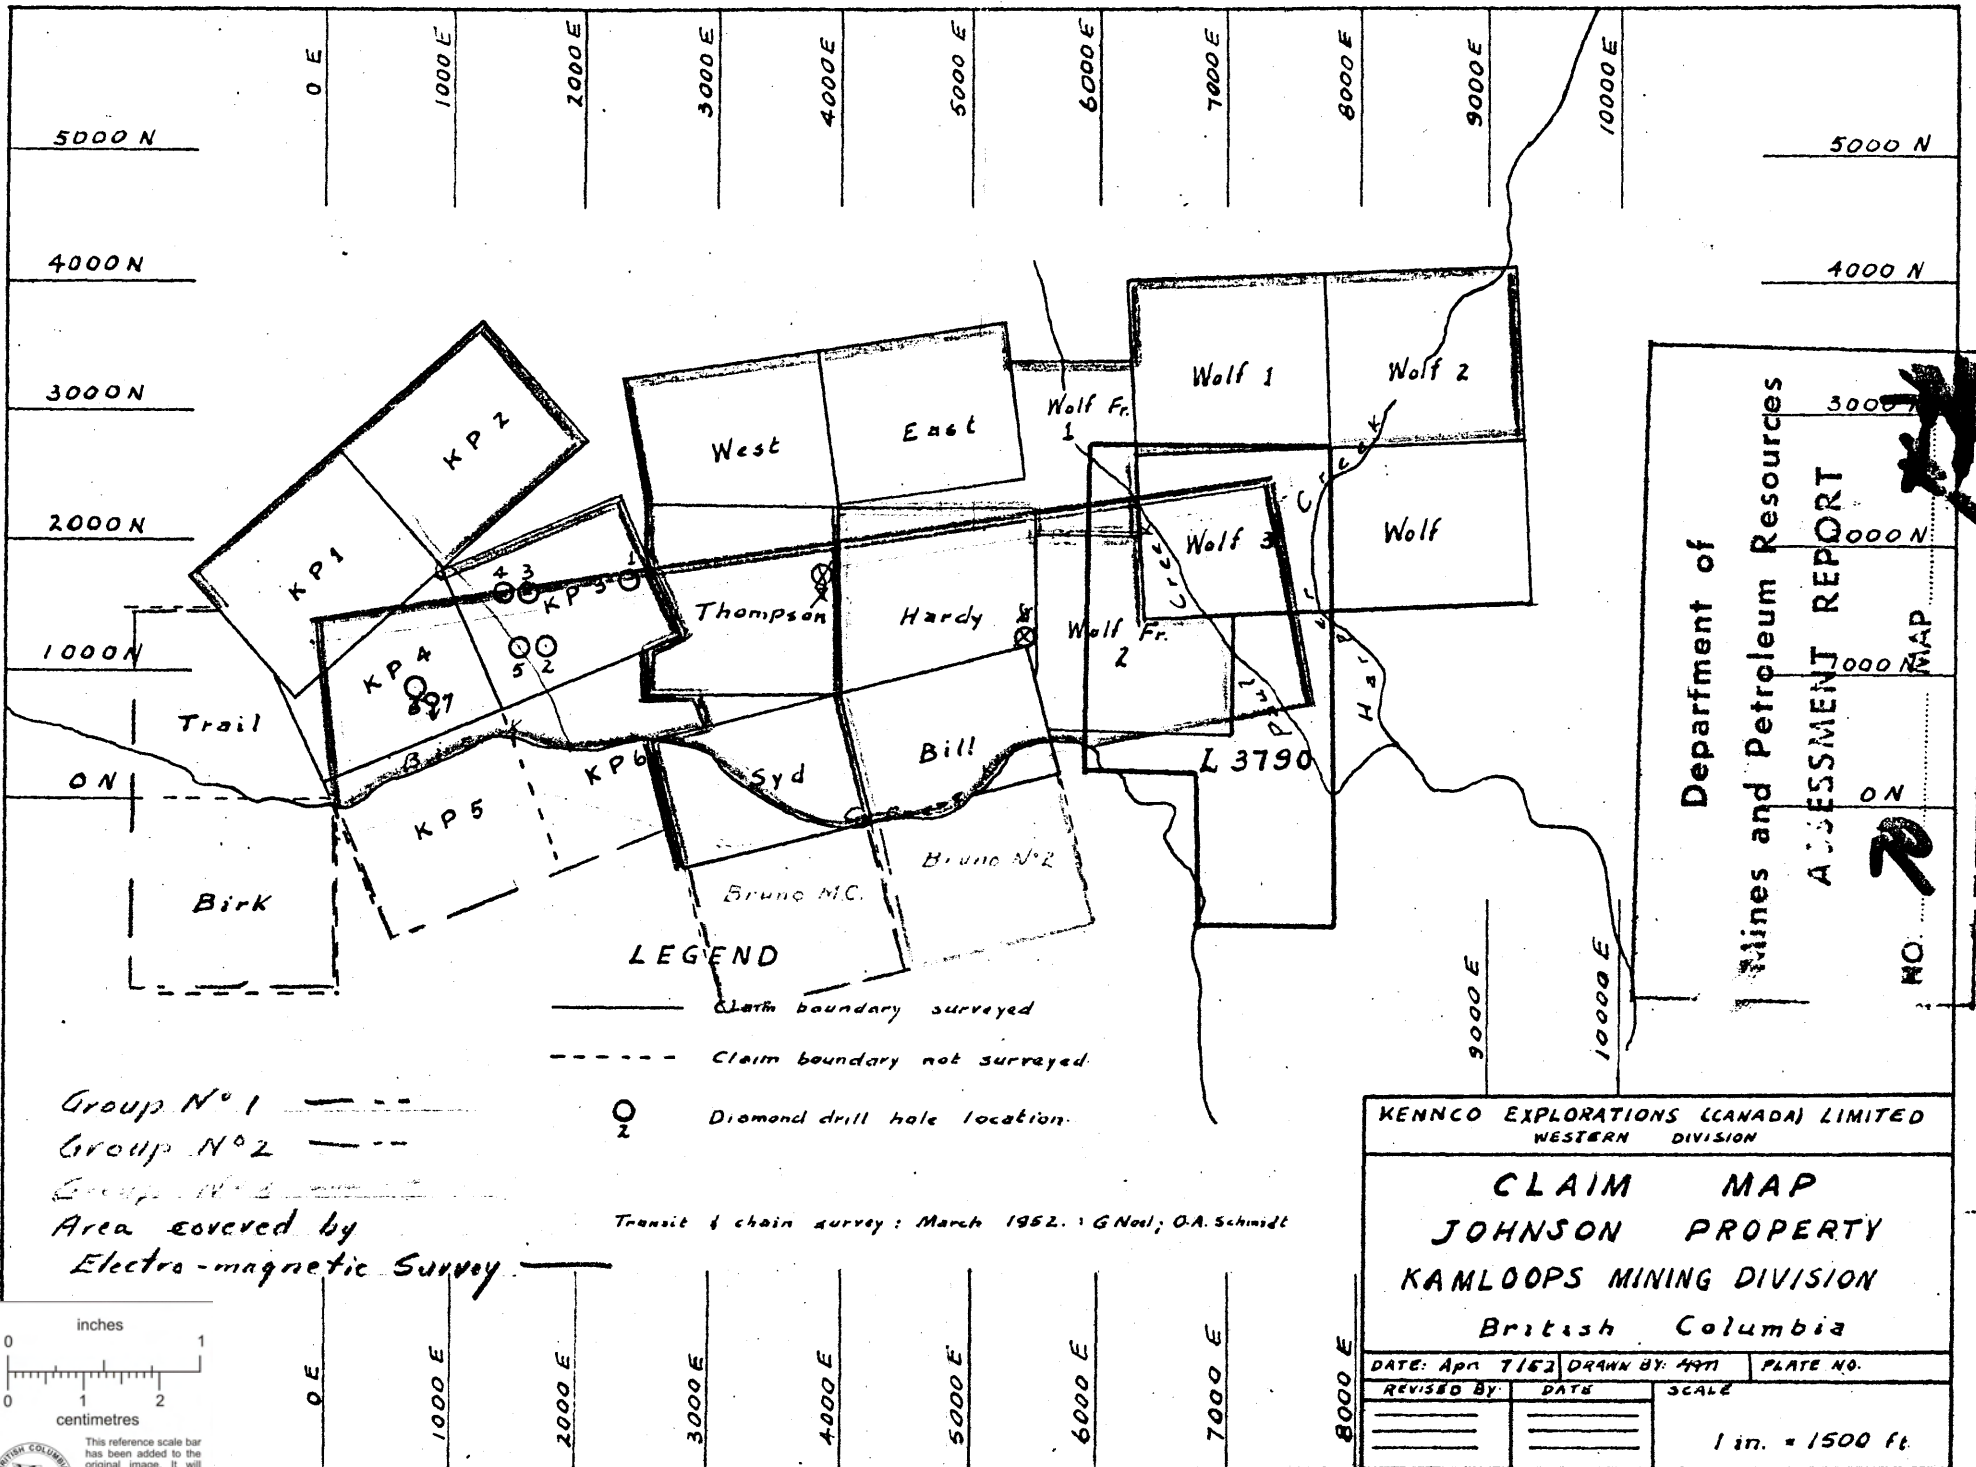 0 E
1000 E
2000 E
3000 E
4000 E
5000 E
6000 E
7000 E
8000 E
9000 E
10000 E
5000 N
5000 N
4000 N
4000 N
3000 N
2000 N
1000 N
0 N
0 N
KP 1
KP 2
KP 3
KP 4
KP 5
KP 6
4
3
1
5
2
7
West
East
Thompson
Hardy
Wolf Fr.
1
Wolf 1
Wolf 2
Wolf 3
Wolf
Wolf Fr.
2
Trail
Birk
Syd
Bill
Bruno M.C.
Bruno No 2
L 3790
Paul Creek
Harper Creek
Department of
Mines and Petroleum Resources
ASSESSMENT REPORT
NO. MAP
LEGEND
Claim boundary surveyed
Claim boundary not surveyed
2
Diamond drill hole location.
Group No 1
Group No 2
Area covered by
Electro-magnetic Survey
Transit & chain survey: March 1952. : G Noel; O.A. Schmidt
9000 E
10000 E
KENNCO EXPLORATIONS (CANADA) LIMITED
WESTERN DIVISION
CLAIM MAP
JOHNSON PROPERTY
KAMLOOPS MINING DIVISION
British Columbia
DATE: Apr 7/52 DRAWN BY: PLATE NO.
REVISED BY DATE SCALE
1 in. = 1500 ft.
0 E
1000 E
2000 E
3000 E
4000 E
5000 E
6000 E
7000 E
8000 E
inches
0 1
0 1 2
centimetres
This reference scale bar
has been added to the
original image. It will